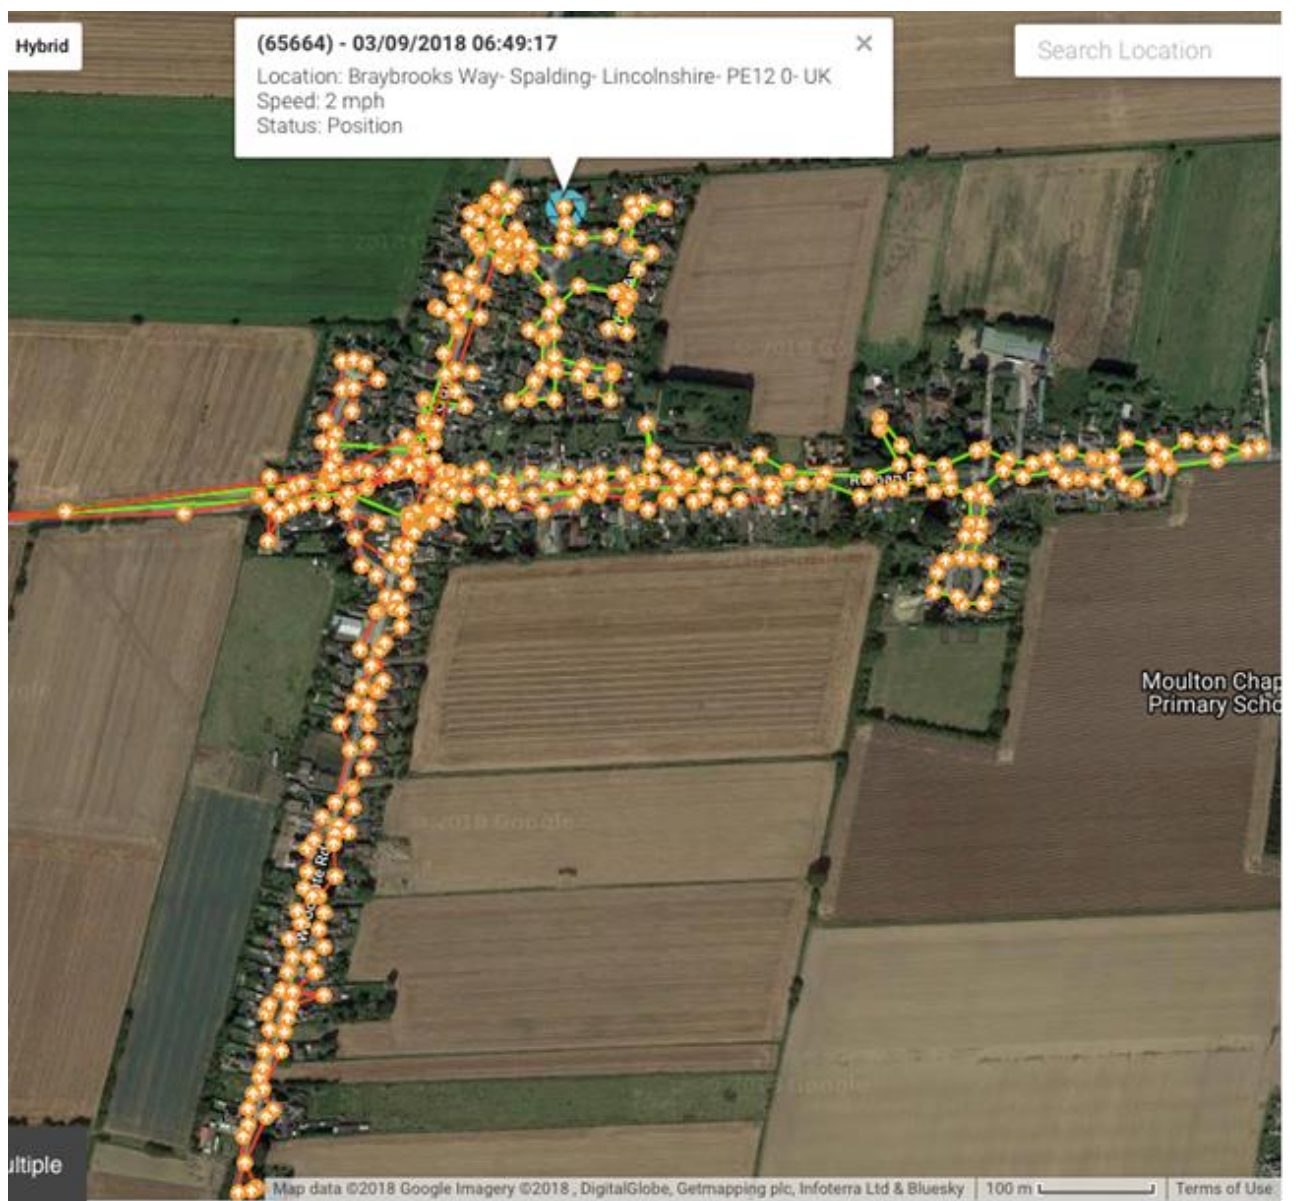 Hybrid
(65664) - 03/09/2018 06:49:17
Location: Braybrooks Way- Spalding- Lincolnshire- PE12 0- UK
Speed: 2 mph
Status: Position
Search Location
Moulton Chap
Primary Scho
ultiple
Map data ©2018 Google Imagery ©2018 , DigitalGlobe, Getmapping plc, Infoterra Ltd & Bluesky
100 m
Terms of Use